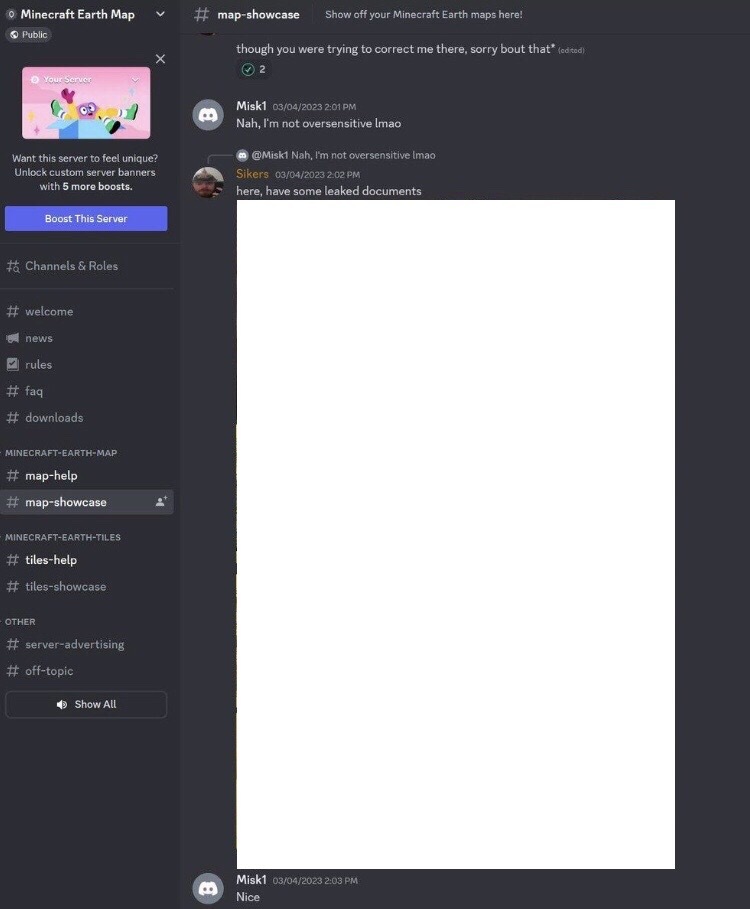 Minecraft Earth Map
Public
Your Server
Want this server to feel unique?
Unlock custom server banners
with 5 more boosts.
Boost This Server
Channels & Roles
welcome
news
rules
faq
downloads
MINECRAFT-EARTH-MAP
map-help
map-showcase
MINECRAFT-EARTH-TILES
tiles-help
tiles-showcase
OTHER
server-advertising
off-topic
Show All
map-showcase Show off your Minecraft Earth maps here!
though you were trying to correct me there, sorry bout that* (edited)
2
Misk1 03/04/2023 2:01 PM
Nah, I'm not oversensitive lmao
@Misk1 Nah, I'm not oversensitive lmao
Sikers 03/04/2023 2:02 PM
here, have some leaked documents
Misk1 03/04/2023 2:03 PM
Nice